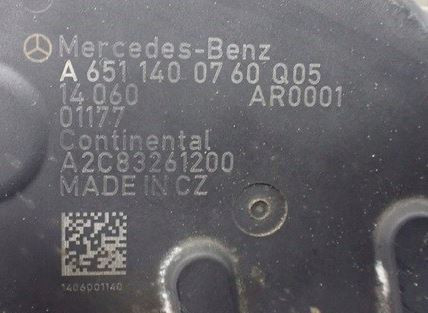 Mercedes-Benz
A 651 140 07 60 Q05
14 060 AR0001
01177
Continental
A2C83261200
MADE IN CZ
1406001140